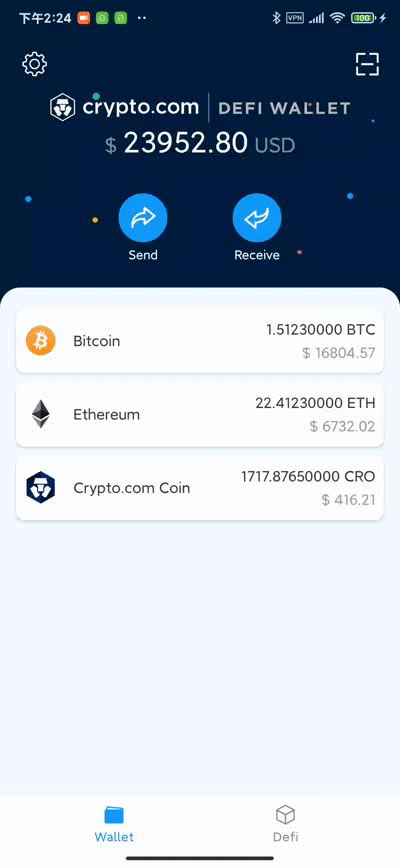 下午2:24
VPN
100
crypto.com | DEFI WALLET
$ 23952.80 USD
Send
Receive
Bitcoin
1.51230000 BTC
$ 16804.57
Ethereum
22.41230000 ETH
$ 6732.02
Crypto.com Coin
1717.87650000 CRO
$ 416.21
Wallet
Defi